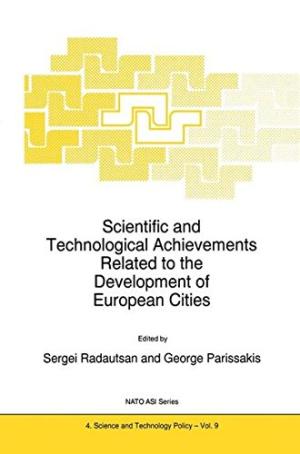 Scientific and
Technological Achievements
Related to the
Development of
European Cities
Edited by
Sergei Radautsan and George Parissakis
NATO ASI Series
4. Science and Technology Policy – Vol. 9